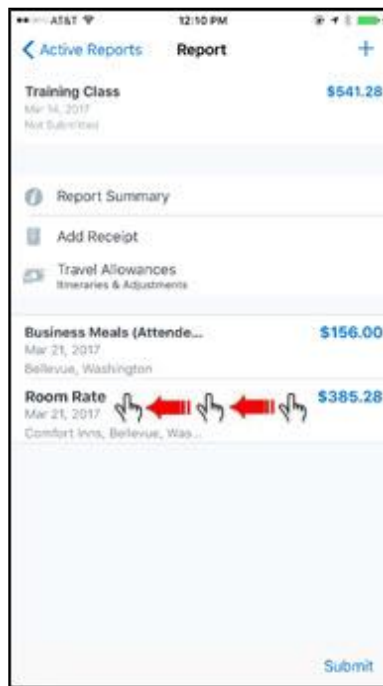 AT&T 12:10 PM
Active Reports Report +
Training Class $541.28
Mar 14, 2017
Not Submitted
Report Summary
Add Receipt
Travel Allowances
Itineraries & Adjustments
Business Meals (Attende... $156.00
Mar 21, 2017
Bellevue, Washington
Room Rate $385.28
Mar 21, 2017
Comfort Inns, Bellevue, Was...
Submit